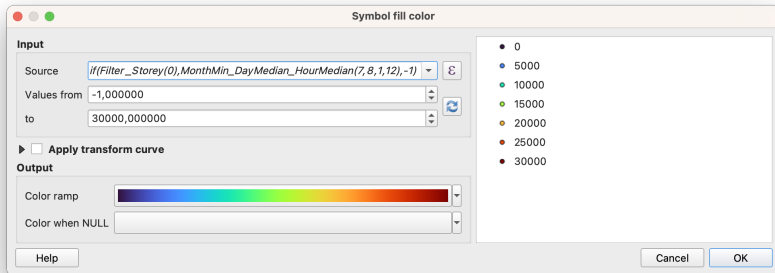 Symbol fill color
Input
Source if(Filter_Storey(0),MonthMin_DayMedian_HourMedian(7,8,1,12),-1) ε
Values from -1,000000
to 30000,000000
Apply transform curve
Output
Color ramp
Color when NULL
0
5000
10000
15000
20000
25000
30000
Help Cancel OK